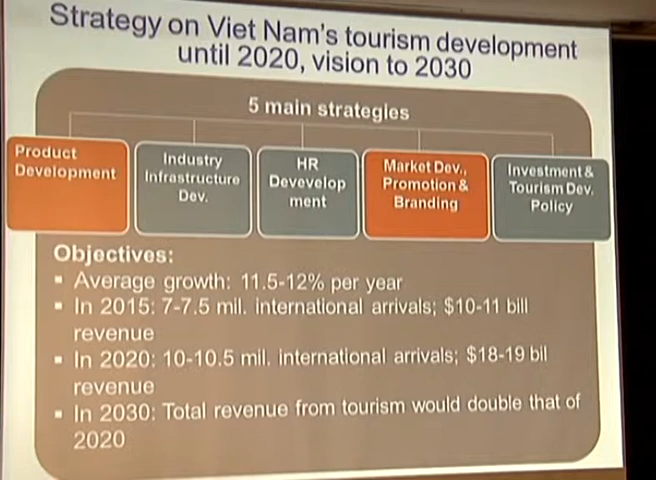 Strategy on Viet Nam's tourism development
until 2020, vision to 2030
5 main strategies
Product
Development
Industry
Infrastructure
Dev.
HR
Devevelop
ment
Market Dev.,
Promotion &
Branding
Investment &
Tourism Dev.
Policy
Objectives:
▪ Average growth: 11.5-12% per year
▪ In 2015: 7-7.5 mil. international arrivals; $10-11 bill
revenue
▪ In 2020: 10-10.5 mil. international arrivals; $18-19 bil
revenue
▪ In 2030: Total revenue from tourism would double that of
2020